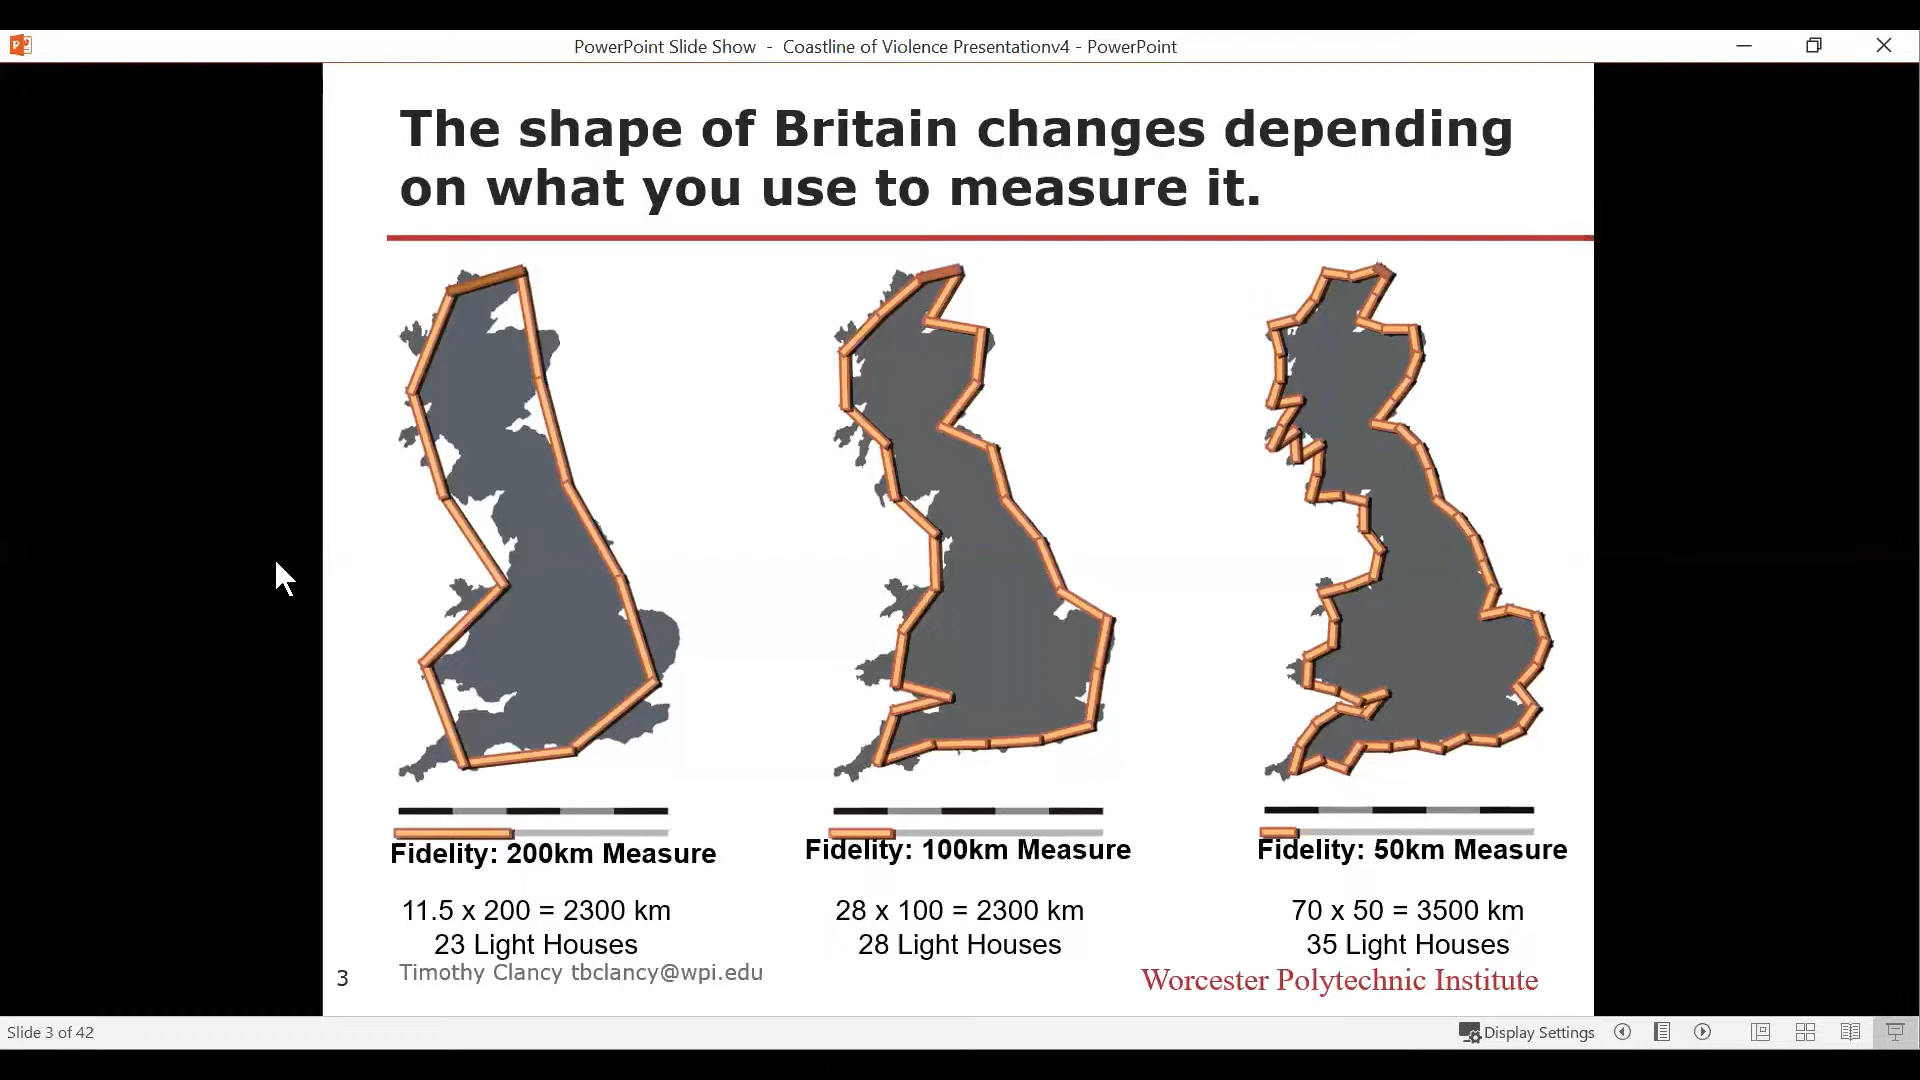 PowerPoint Slide Show - Coastline of Violence Presentationv4 - PowerPoint
The shape of Britain changes depending
on what you use to measure it.
Fidelity: 200km Measure
11.5 x 200 = 2300 km
23 Light Houses
Fidelity: 100km Measure
28 x 100 = 2300 km
28 Light Houses
Fidelity: 50km Measure
70 x 50 = 3500 km
35 Light Houses
3
Timothy Clancy tbclancy@wpi.edu
Worcester Polytechnic Institute
Slide 3 of 42
Display Settings